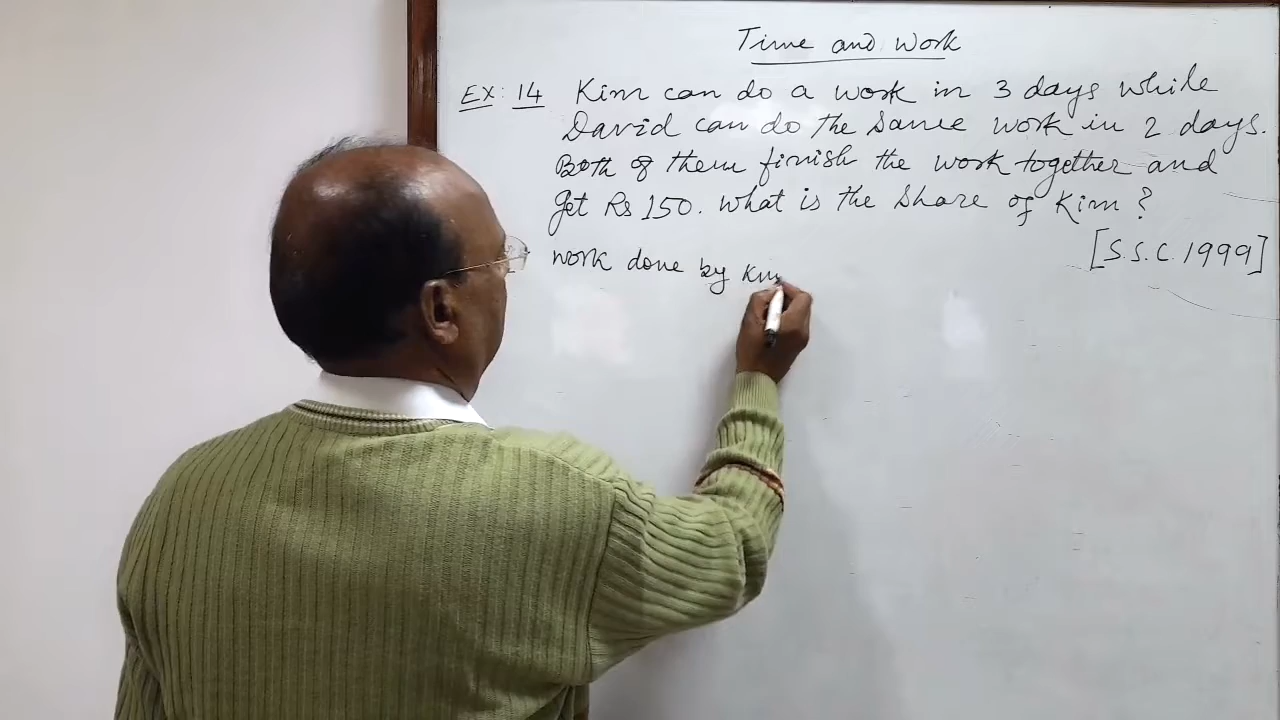 Time and Work
EX: 14 Kim can do a work in 3 days while
David can do the same work in 2 days.
Both of them finish the work together and
get Rs 150. What is the share of Kim?
[S.S.C. 1999]
work done by Kim